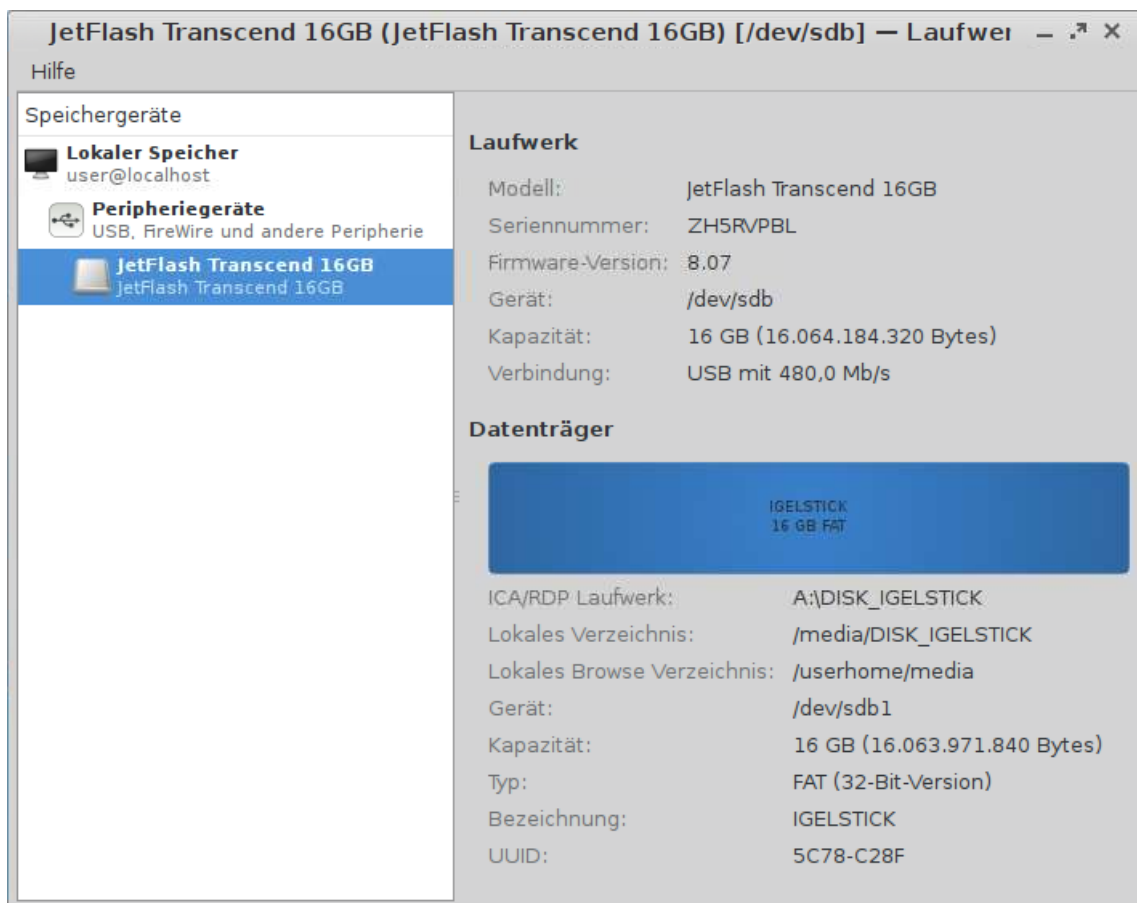 JetFlash Transcend 16GB (JetFlash Transcend 16GB) [/dev/sdb] — Laufwer
Hilfe
Speichergeräte
Lokaler Speicher
user@localhost
Peripheriegeräte
USB, FireWire und andere Peripherie
JetFlash Transcend 16GB
JetFlash Transcend 16GB
Laufwerk
Modell: JetFlash Transcend 16GB
Seriennummer: ZH5RVPBL
Firmware-Version: 8.07
Gerät: /dev/sdb
Kapazität: 16 GB (16.064.184.320 Bytes)
Verbindung: USB mit 480,0 Mb/s
Datenträger
IGELSTICK
16 GB FAT
ICA/RDP Laufwerk: A:\DISK_IGELSTICK
Lokales Verzeichnis: /media/DISK_IGELSTICK
Lokales Browse Verzeichnis: /userhome/media
Gerät: /dev/sdb1
Kapazität: 16 GB (16.063.971.840 Bytes)
Typ: FAT (32-Bit-Version)
Bezeichnung: IGELSTICK
UUID: 5C78-C28F